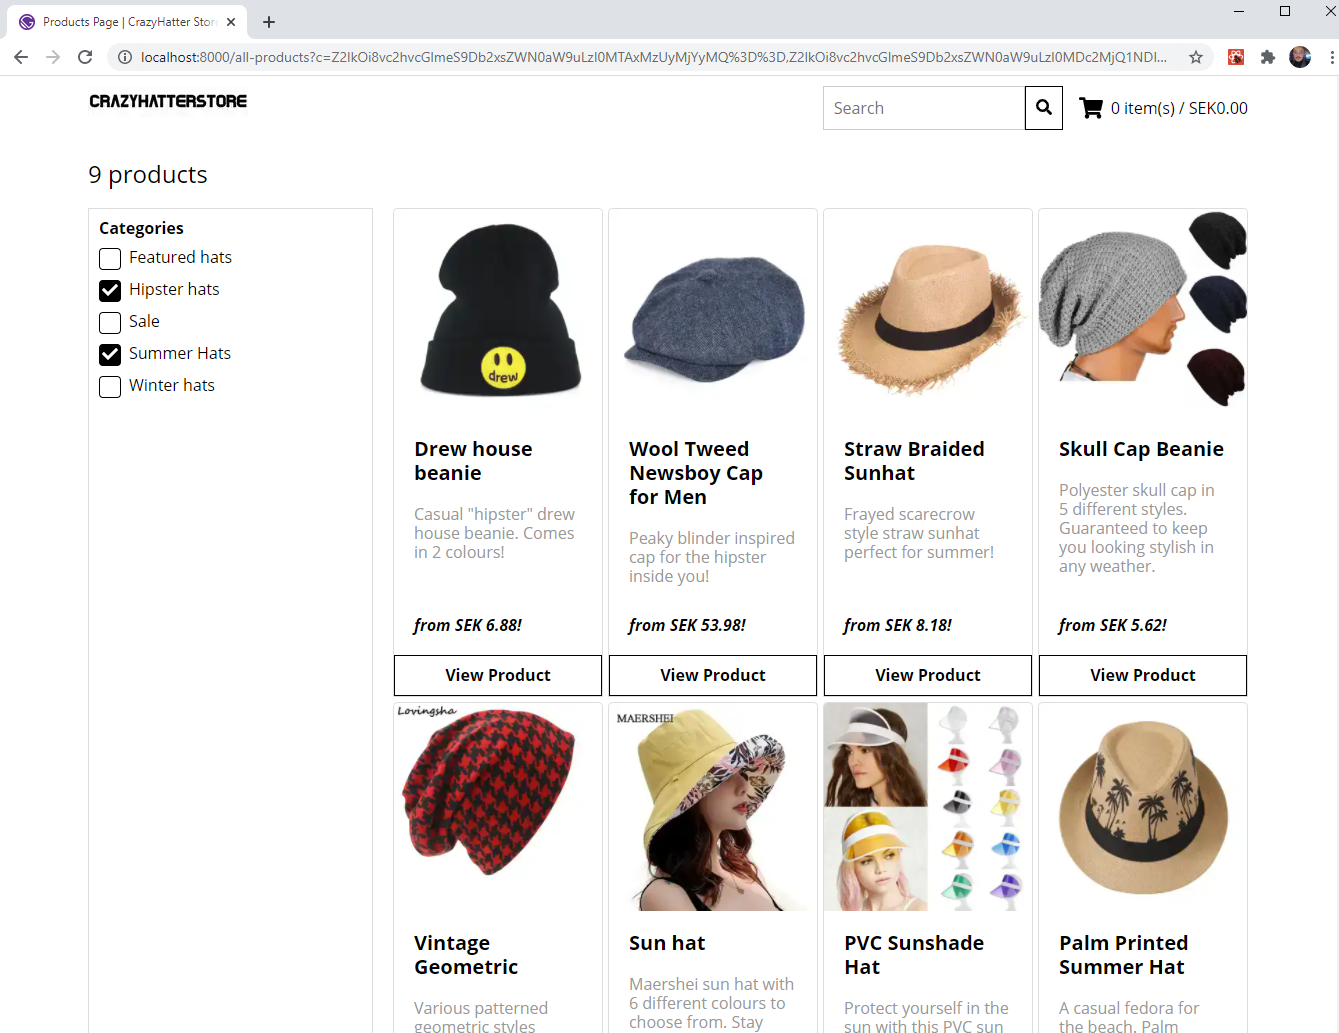 Products Page | CrazyHatter Stor
localhost:8000/all-products?c=Z2lkOi8vc2hvcGlmeS9Db2xsZWN0aW9uLzI0MTAxMzUyMjYyMQ%3D%3D,Z2lkOi8vc2hvcGlmeS9Db2xsZWN0aW9uLzI0MDc2MjQ1NDI...
CRAZYHATTERSTORE
Search
0 item(s) / SEK0.00
9 products
Categories
Featured hats
Hipster hats
Sale
Summer Hats
Winter hats
drew
Drew house
beanie
Casual "hipster" drew
house beanie. Comes
in 2 colours!
from SEK 6.88!
View Product
Wool Tweed
Newsboy Cap
for Men
Peaky blinder inspired
cap for the hipster
inside you!
from SEK 53.98!
View Product
Straw Braided
Sunhat
Frayed scarecrow
style straw sunhat
perfect for summer!
from SEK 8.18!
View Product
Skull Cap Beanie
Polyester skull cap in
5 different styles.
Guaranteed to keep
you looking stylish in
any weather.
from SEK 5.62!
View Product
Lovingsha
Vintage
Geometric
Various patterned
geometric styles
MAERSHEI
Sun hat
Maershei sun hat with
6 different colours to
choose from. Stay
PVC Sunshade
Hat
Protect yourself in the
sun with this PVC sun
Palm Printed
Summer Hat
A casual fedora for
the beach. Palm